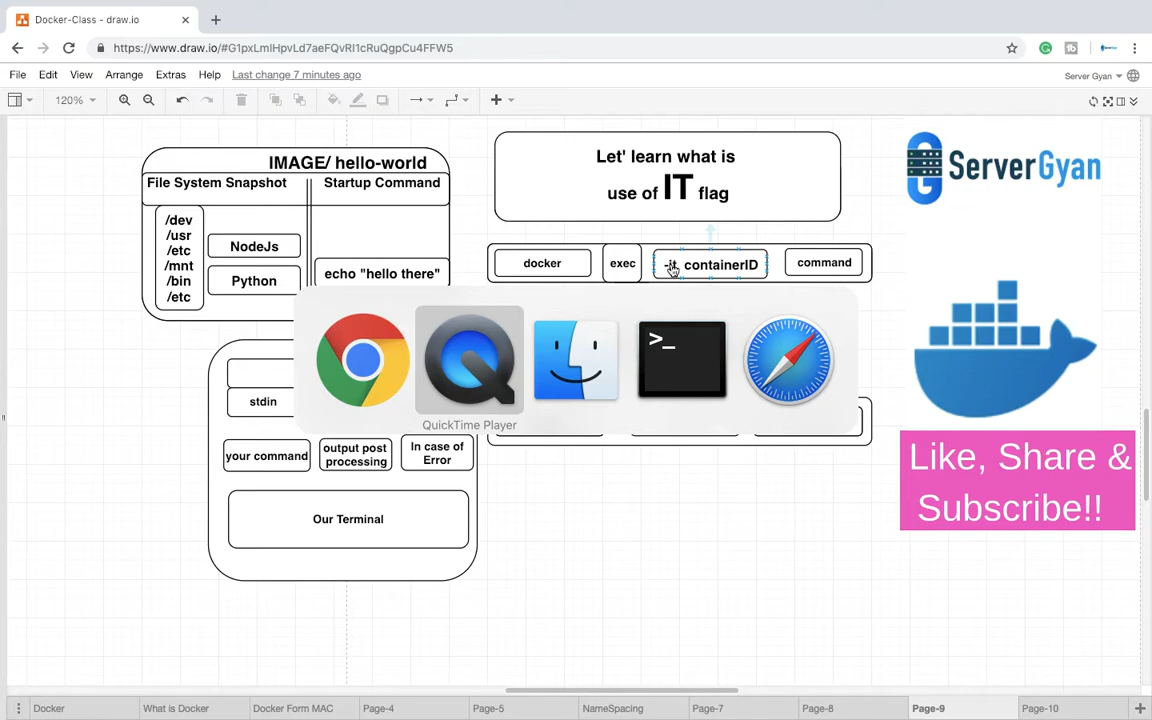 Docker-Class - draw.io
https://www.draw.io/#G1pxLmIHpvLd7aeFQvRI1cRuQgpCu4FFW5
File Edit View Arrange Extras Help Last change 7 minutes ago
Server Gyan
120%
IMAGE/ hello-world
File System Snapshot
Startup Command
/dev
/usr
/etc
/mnt
/bin
/etc
NodeJs
Python
echo "hello there"
Let' learn what is
use of IT flag
docker
exec
-it containerID
command
ServerGyan
>_
QuickTime Player
stdin
your command
output post
processing
In case of
Error
Our Terminal
Like, Share &
Subscribe!!
Docker
What is Docker
Docker Form MAC
Page-4
Page-5
NameSpacing
Page-7
Page-8
Page-9
Page-10